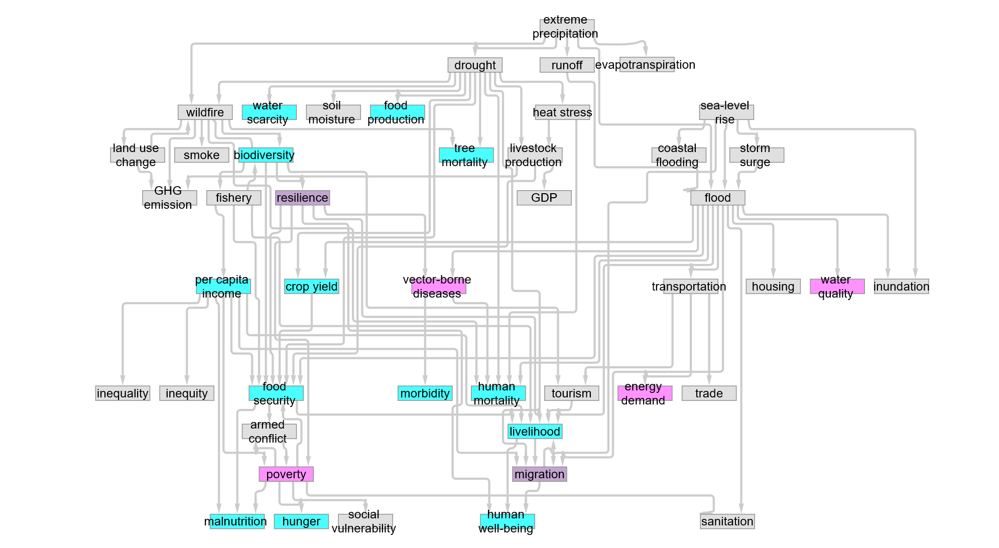 extreme
precipitation
drought
runoff
evapotranspiration
wildfire
water
scarcity
soil
moisture
food
production
heat stress
sea-level
rise
land use
change
smoke
biodiversity
tree
mortality
livestock
production
coastal
flooding
storm
surge
GHG
emission
fishery
resilience
GDP
flood
per capita
income
crop yield
vector-borne
diseases
transportation
housing
water
quality
inundation
inequality
inequity
food
security
morbidity
human
mortality
tourism
energy
demand
trade
armed
conflict
livelihood
poverty
migration
malnutrition
hunger
social
vulnerability
human
well-being
sanitation